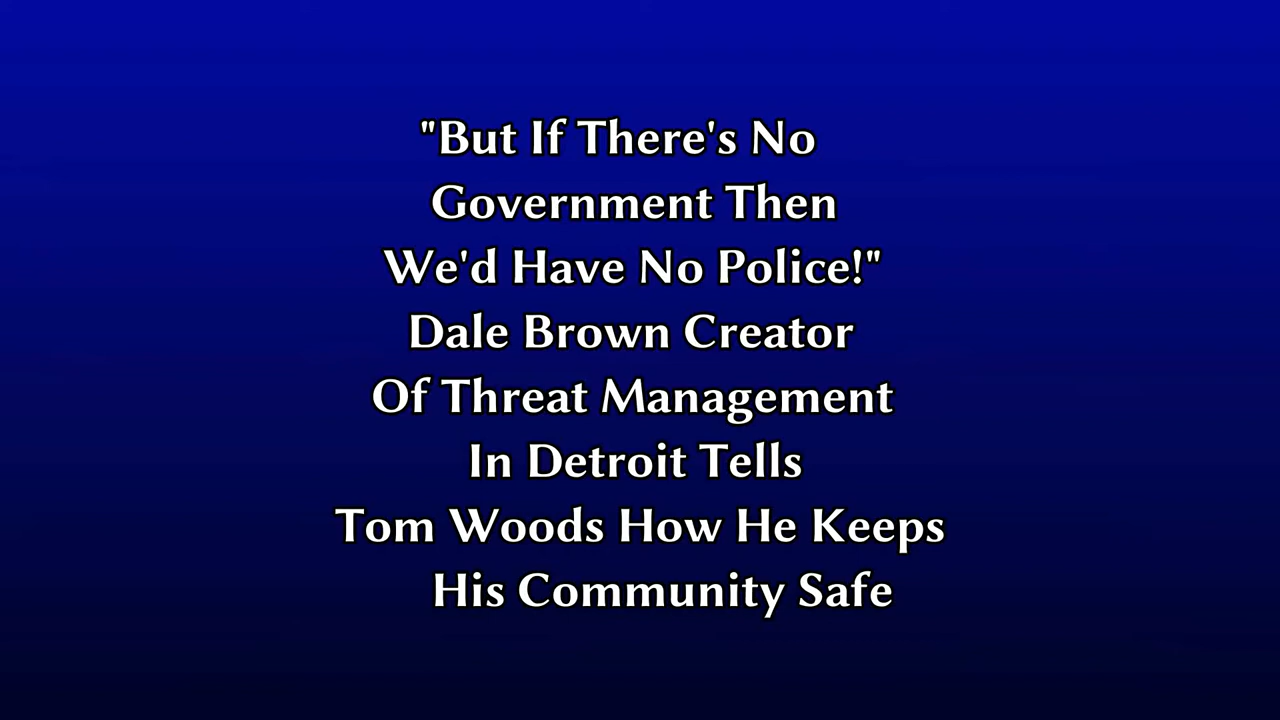 "But If There's No
Government Then
We'd Have No Police!"
Dale Brown Creator
Of Threat Management
In Detroit Tells
Tom Woods How He Keeps
His Community Safe